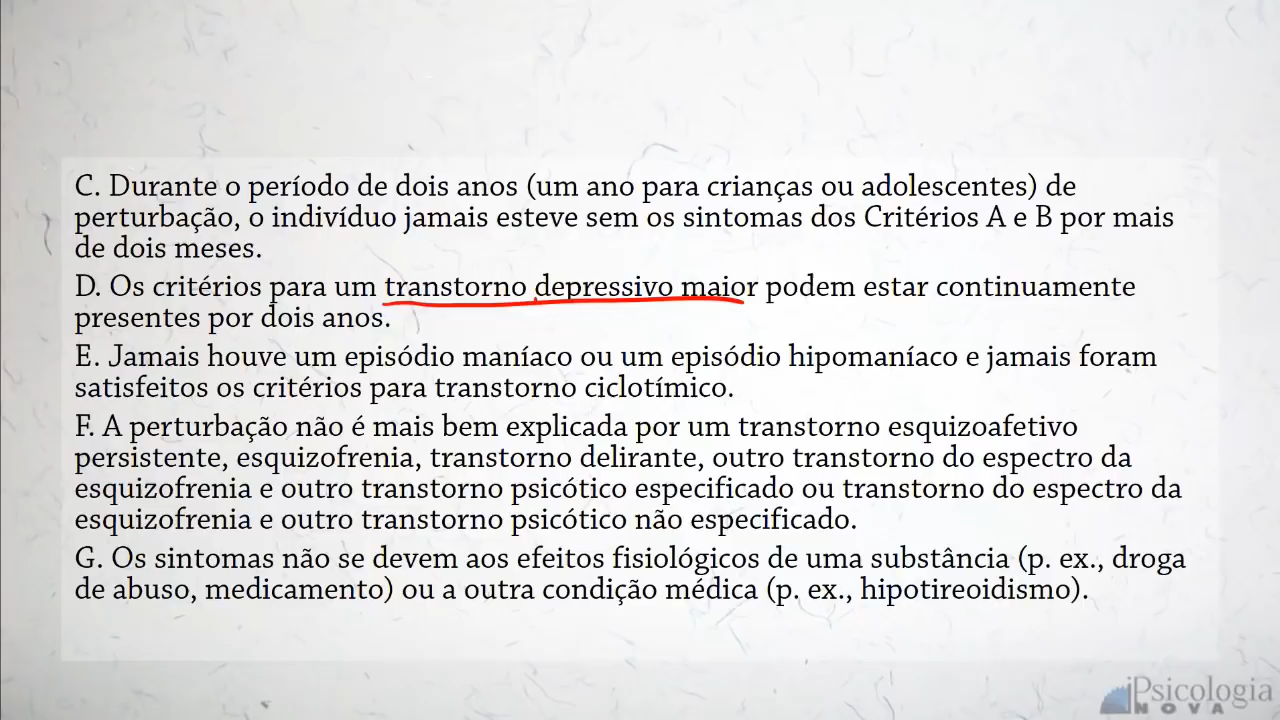 C. Durante o período de dois anos (um ano para crianças ou adolescentes) de
perturbação, o indivíduo jamais esteve sem os sintomas dos Critérios A e B por mais
de dois meses.
D. Os critérios para um transtorno depressivo maior podem estar continuamente
presentes por dois anos.
E. Jamais houve um episódio maníaco ou um episódio hipomaníaco e jamais foram
satisfeitos os critérios para transtorno ciclotímico.
F. A perturbação não é mais bem explicada por um transtorno esquizoafetivo
persistente, esquizofrenia, transtorno delirante, outro transtorno do espectro da
esquizofrenia e outro transtorno psicótico especificado ou transtorno do espectro da
esquizofrenia e outro transtorno psicótico não especificado.
G. Os sintomas não se devem aos efeitos fisiológicos de uma substância (p. ex., droga
de abuso, medicamento) ou a outra condição médica (p. ex., hipotireoidismo).
Psicologia
NOVA